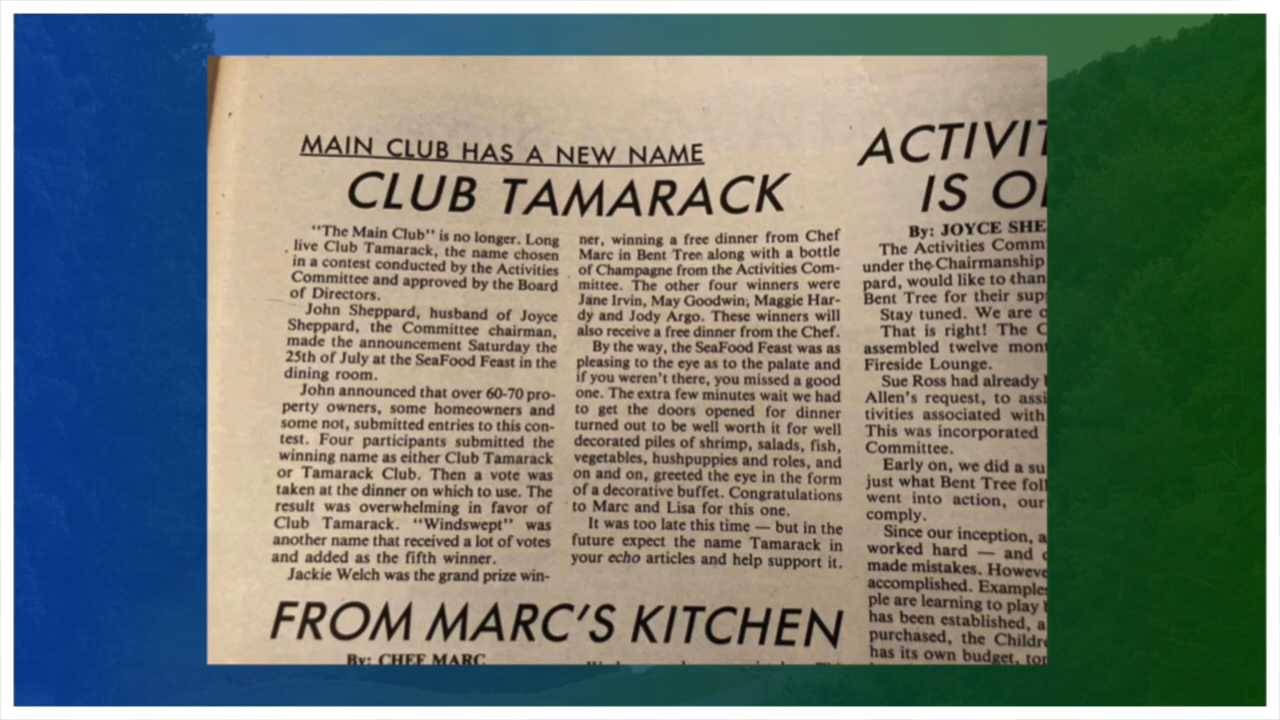 MAIN CLUB HAS A NEW NAME
CLUB TAMARACK
"The Main Club" is no longer. Long
live Club Tamarack, the name chosen
in a contest conducted by the Activities
Committee and approved by the Board
of Directors.
John Sheppard, husband of Joyce
Sheppard, the Committee chairman,
made the announcement Saturday the
25th of July at the SeaFood Feast in the
dining room.
John announced that over 60-70 pro-
perty owners, some homeowners and
some not, submitted entries to this con-
test. Four participants submitted the
winning name as either Club Tamarack
or Tamarack Club. Then a vote was
taken at the dinner on which to use. The
result was overwhelming in favor of
Club Tamarack. "Windswept" was
another name that received a lot of votes
and added as the fifth winner.
Jackie Welch was the grand prize win-
ner, winning a free dinner from Chef
Marc in Bent Tree along with a bottle
of Champagne from the Activities Com-
mittee. The other four winners were
Jane Irvin, May Goodwin, Maggie Har-
dy and Jody Argo. These winners will
also receive a free dinner from the Chef.
By the way, the SeaFood Feast was as
pleasing to the eye as to the palate and
if you weren't there, you missed a good
one. The extra few minutes wait we had
to get the doors opened for dinner
turned out to be well worth it for well
decorated piles of shrimp, salads, fish,
vegetables, hushpuppies and roles, and
on and on, greeted the eye in the form
of a decorative buffet. Congratulations
to Marc and Lisa for this one.
It was too late this time — but in the
future expect the name Tamarack in
your echo articles and help support it.
FROM MARC'S KITCHEN
By: CHEF MARC
ACTIVIT
IS O
By: JOYCE SHE
The Activities Comm
under the Chairmanship
pard, would like to than
Bent Tree for their sup
Stay tuned. We are
That is right! The
assembled twelve mon
Fireside Lounge.
Sue Ross had already
Allen's request, to assi
tivities associated with
This was incorporated
Committee.
Early on, we did a su
just what Bent Tree fol
went into action, our
comply.
Since our inception, a
worked hard — and
made mistakes. Howeve
accomplished. Example
ple are learning to play
has been established, a
purchased, the Childre
has its own budget, tor